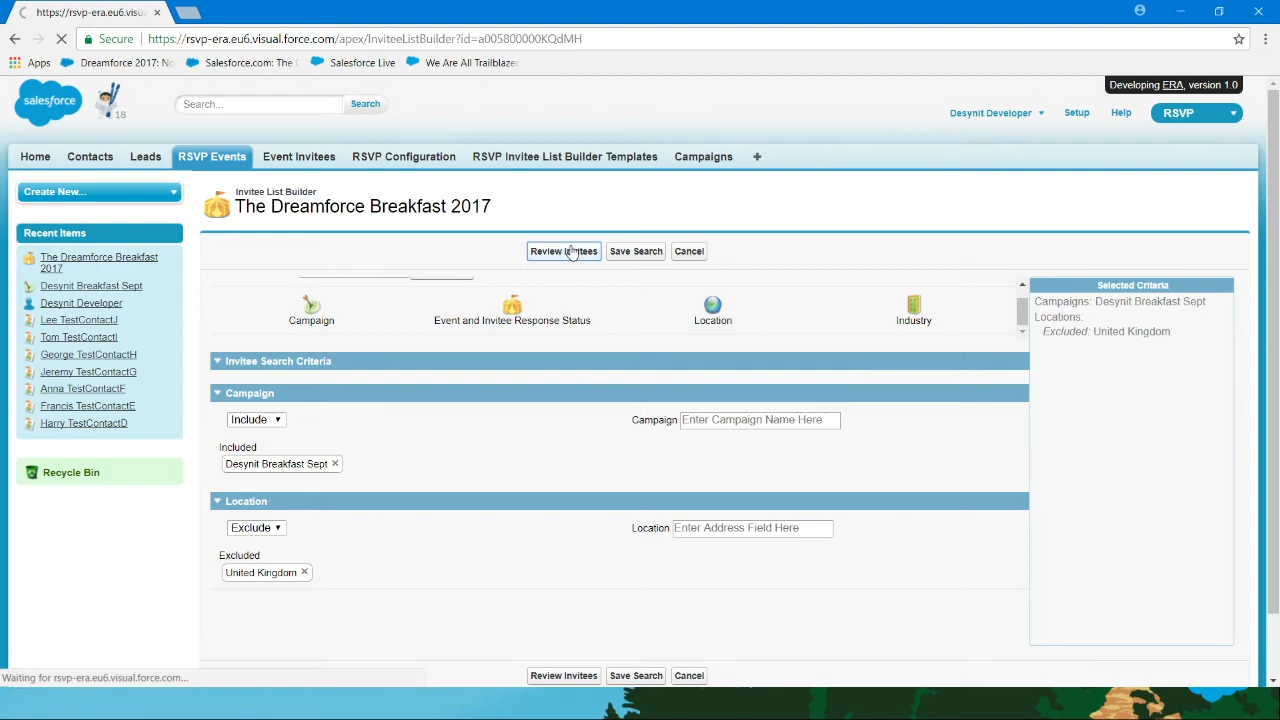 https://rsvp-era.eu6.visua
Secure
https://rsvp-era.eu6.visual.force.com/apex/InviteeListBuilder?id=a005800000KQdMH
Apps
Dreamforce 2017: No
Salesforce.com: The C
Salesforce Live
We Are All Trailblaze
Developing ERA, version 1.0
salesforce
18
Search...
Search
Desynit Developer
Setup
Help
RSVP
Home
Contacts
Leads
RSVP Events
Event Invitees
RSVP Configuration
RSVP Invitee List Builder Templates
Campaigns
+
Create New...
Invitee List Builder
The Dreamforce Breakfast 2017
Recent Items
The Dreamforce Breakfast
2017
Desynit Breakfast Sept
Desynit Developer
Lee TestContactJ
Tom TestContactI
George TestContactH
Jeremy TestContactG
Anna TestContactF
Francis TestContactE
Harry TestContactD
Recycle Bin
Review Invitees
Save Search
Cancel
Campaign
Event and Invitee Response Status
Location
Industry
Selected Criteria
Campaigns: Desynit Breakfast Sept
Locations:
Excluded: United Kingdom
Invitee Search Criteria
Campaign
Include
Campaign
Enter Campaign Name Here
Included
Desynit Breakfast Sept
Location
Exclude
Location
Enter Address Field Here
Excluded
United Kingdom
Review Invitees
Save Search
Cancel
Waiting for rsvp-era.eu6.visual.force.com...